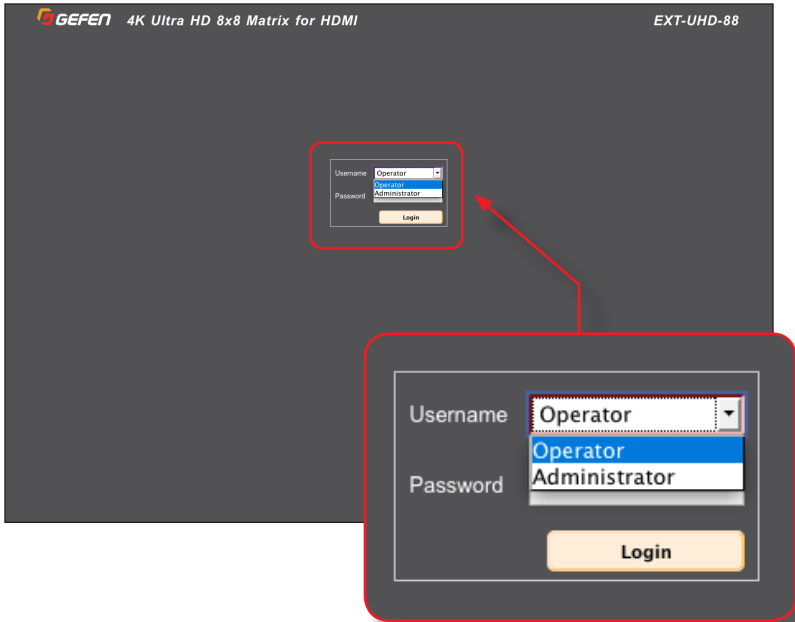 GEFEN 4K Ultra HD 8x8 Matrix for HDMI EXT-UHD-88
Username Operator
Operator
Administrator
Password
Login
Username Operator
Operator
Administrator
Password
Login